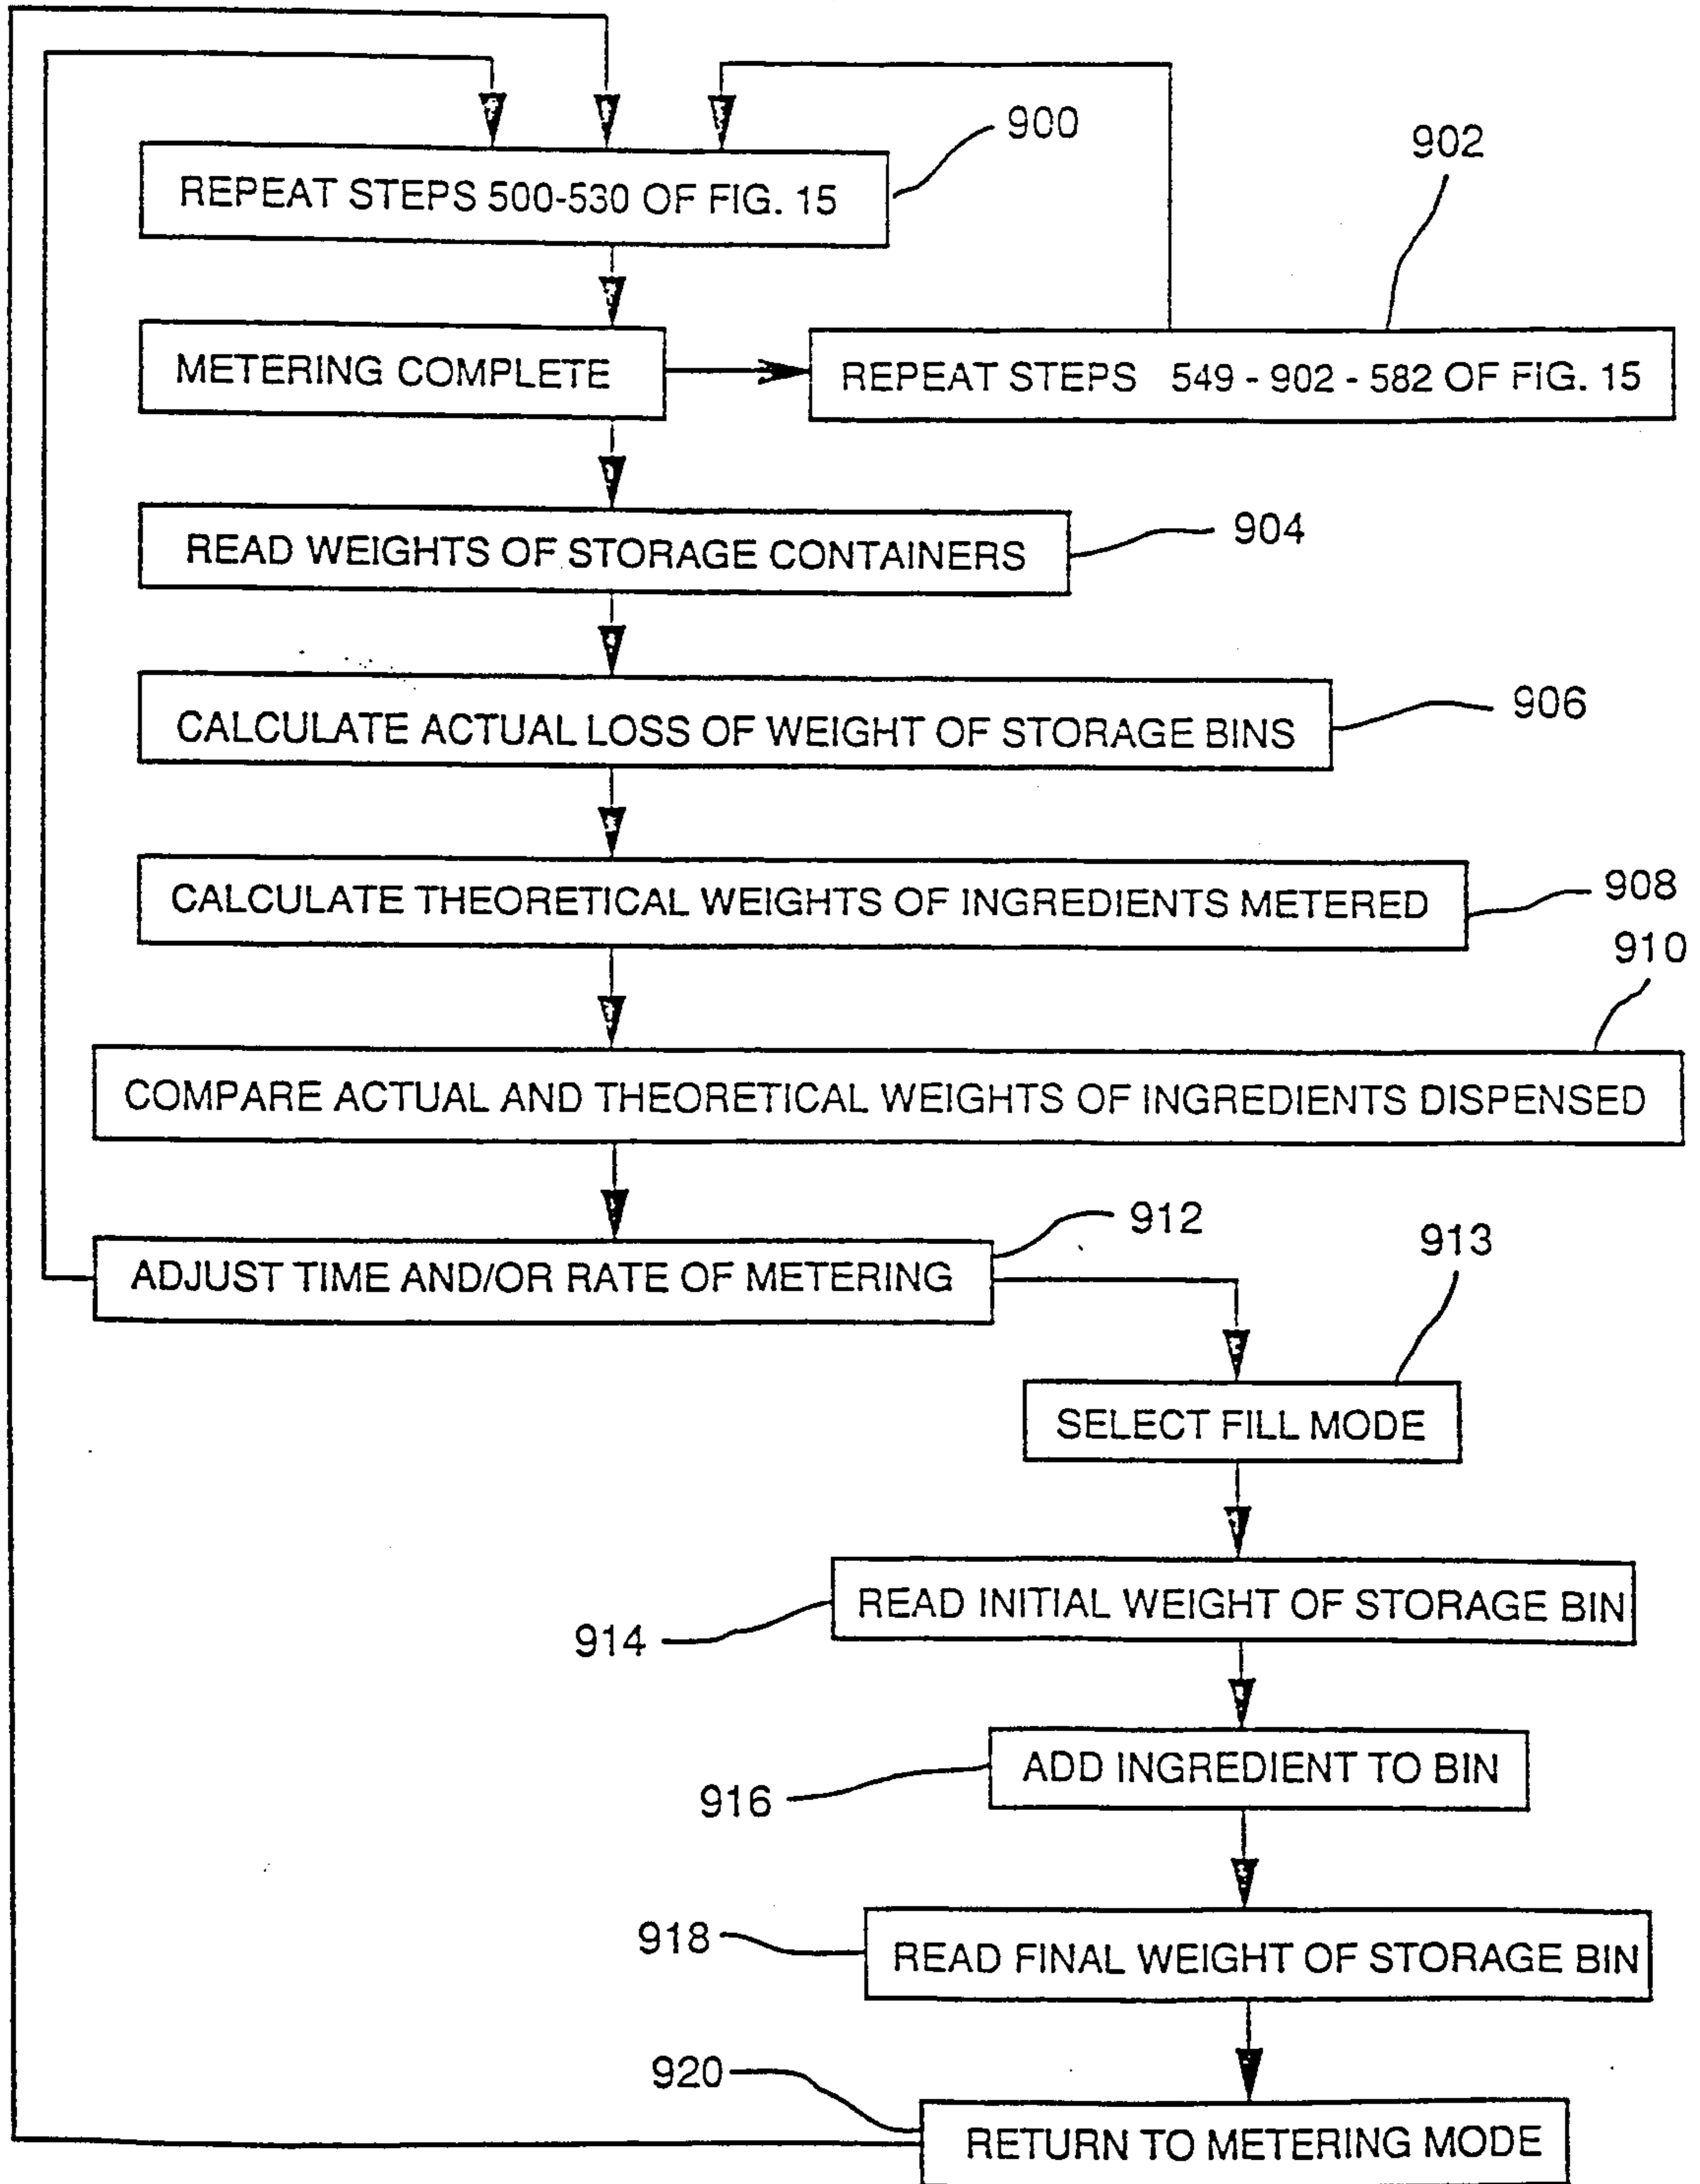 900
REPEAT STEPS 500-530 OF FIG. 15
902
METERING COMPLETE
REPEAT STEPS 549 - 902 - 582 OF FIG. 15
READ WEIGHTS OF STORAGE CONTAINERS
904
CALCULATE ACTUAL LOSS OF WEIGHT OF STORAGE BINS
906
CALCULATE THEORETICAL WEIGHTS OF INGREDIENTS METERED
908
910
COMPARE ACTUAL AND THEORETICAL WEIGHTS OF INGREDIENTS DISPENSED
912
ADJUST TIME AND/OR RATE OF METERING
913
SELECT FILL MODE
READ INITIAL WEIGHT OF STORAGE BIN
914
ADD INGREDIENT TO BIN
916
918
READ FINAL WEIGHT OF STORAGE BIN
920
RETURN TO METERING MODE